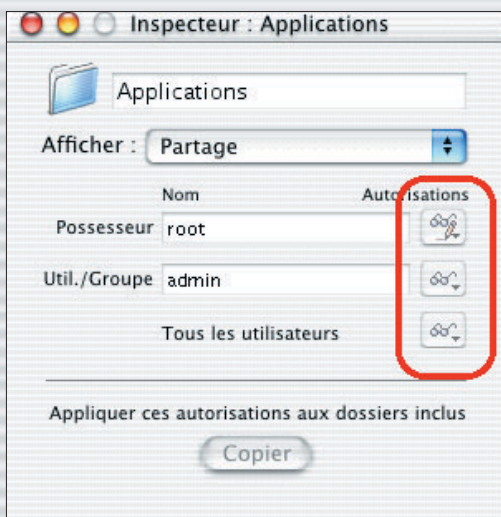 Inspecteur : Applications
Applications
Afficher : Partage
Nom Autorisations
Possesseur root
Util./Groupe admin
Tous les utilisateurs
Appliquer ces autorisations aux dossiers inclus
Copier